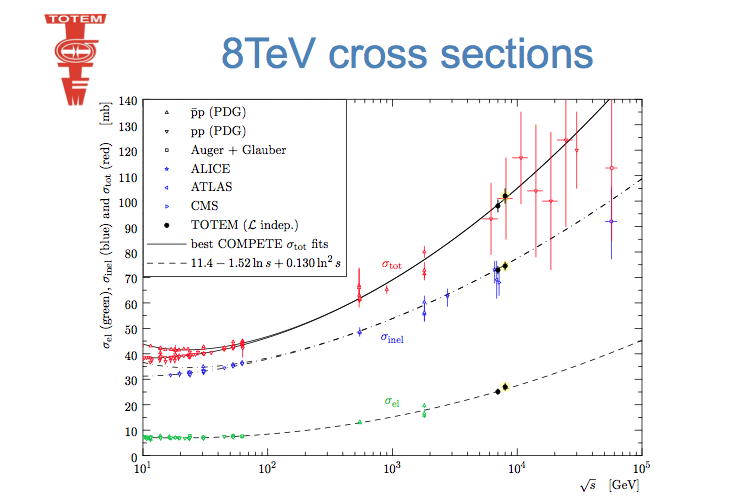 TOTEM
8TeV cross sections
σel (green), σinel (blue) and σtot (red) [mb]
140
130
120
110
100
90
80
70
60
50
40
30
20
10
0
p̄p (PDG)
pp (PDG)
Auger + Glauber
ALICE
ATLAS
CMS
TOTEM (ℒ indep.)
best COMPETE σtot fits
11.4 − 1.52 ln s + 0.130 ln² s
σtot
σinel
σel
10¹ 10² 10³ 10⁴ 10⁵
√s [GeV]